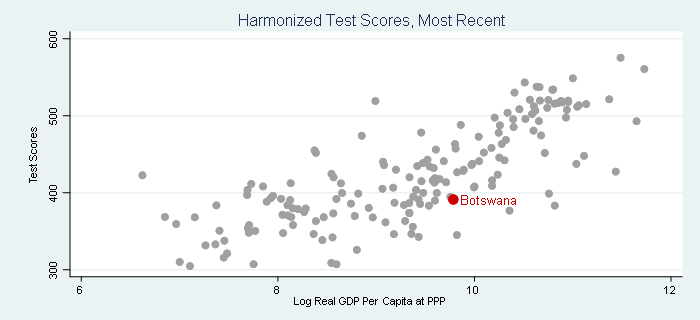 Harmonized Test Scores, Most Recent
Test Scores
600
500
400
300
Botswana
6
8
10
12
Log Real GDP Per Capita at PPP